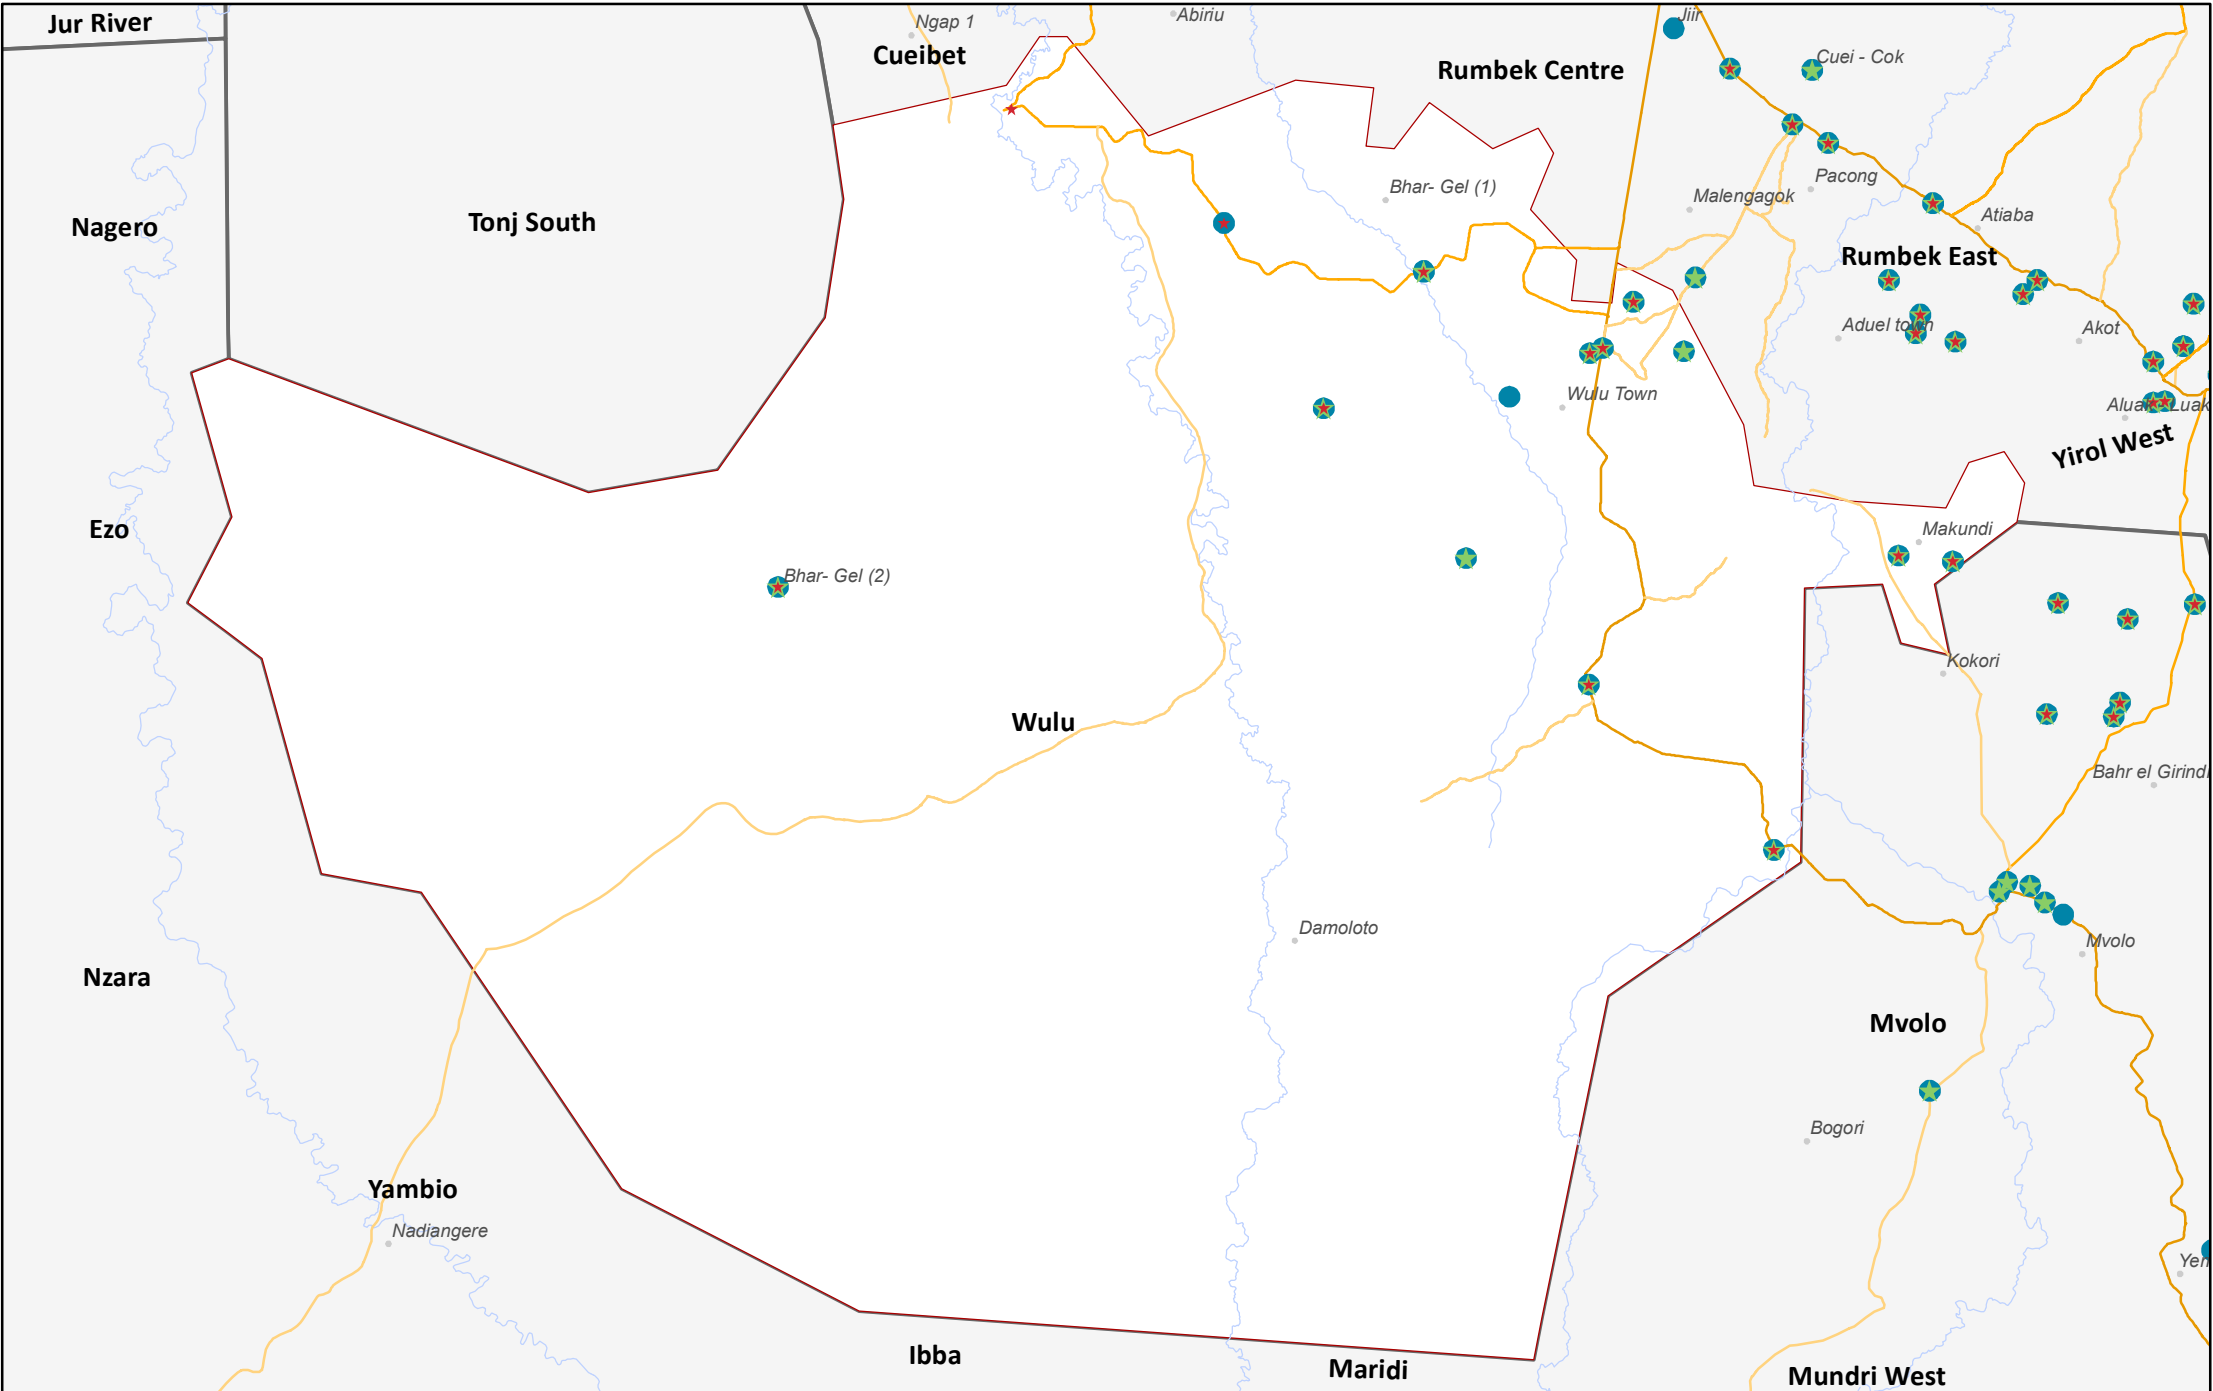 Jur River
Ngap 1
Abiriu
Jiir
Cueibet
Rumbek Centre
Cuei - Cok
Bhar- Gel (1)
Malengagok
Pacong
Nagero
Tonj South
Atiaba
Rumbek East
Aduel town
Akot
Wulu Town
Yirol West
Ezo
Makundi
Bhar- Gel (2)
Kokori
Wulu
Bahr el Girindi
Damoloto
Mvolo
Nzara
Mvolo
Bogori
Yambio
Nadiangere
Ibba
Maridi
Mundri West